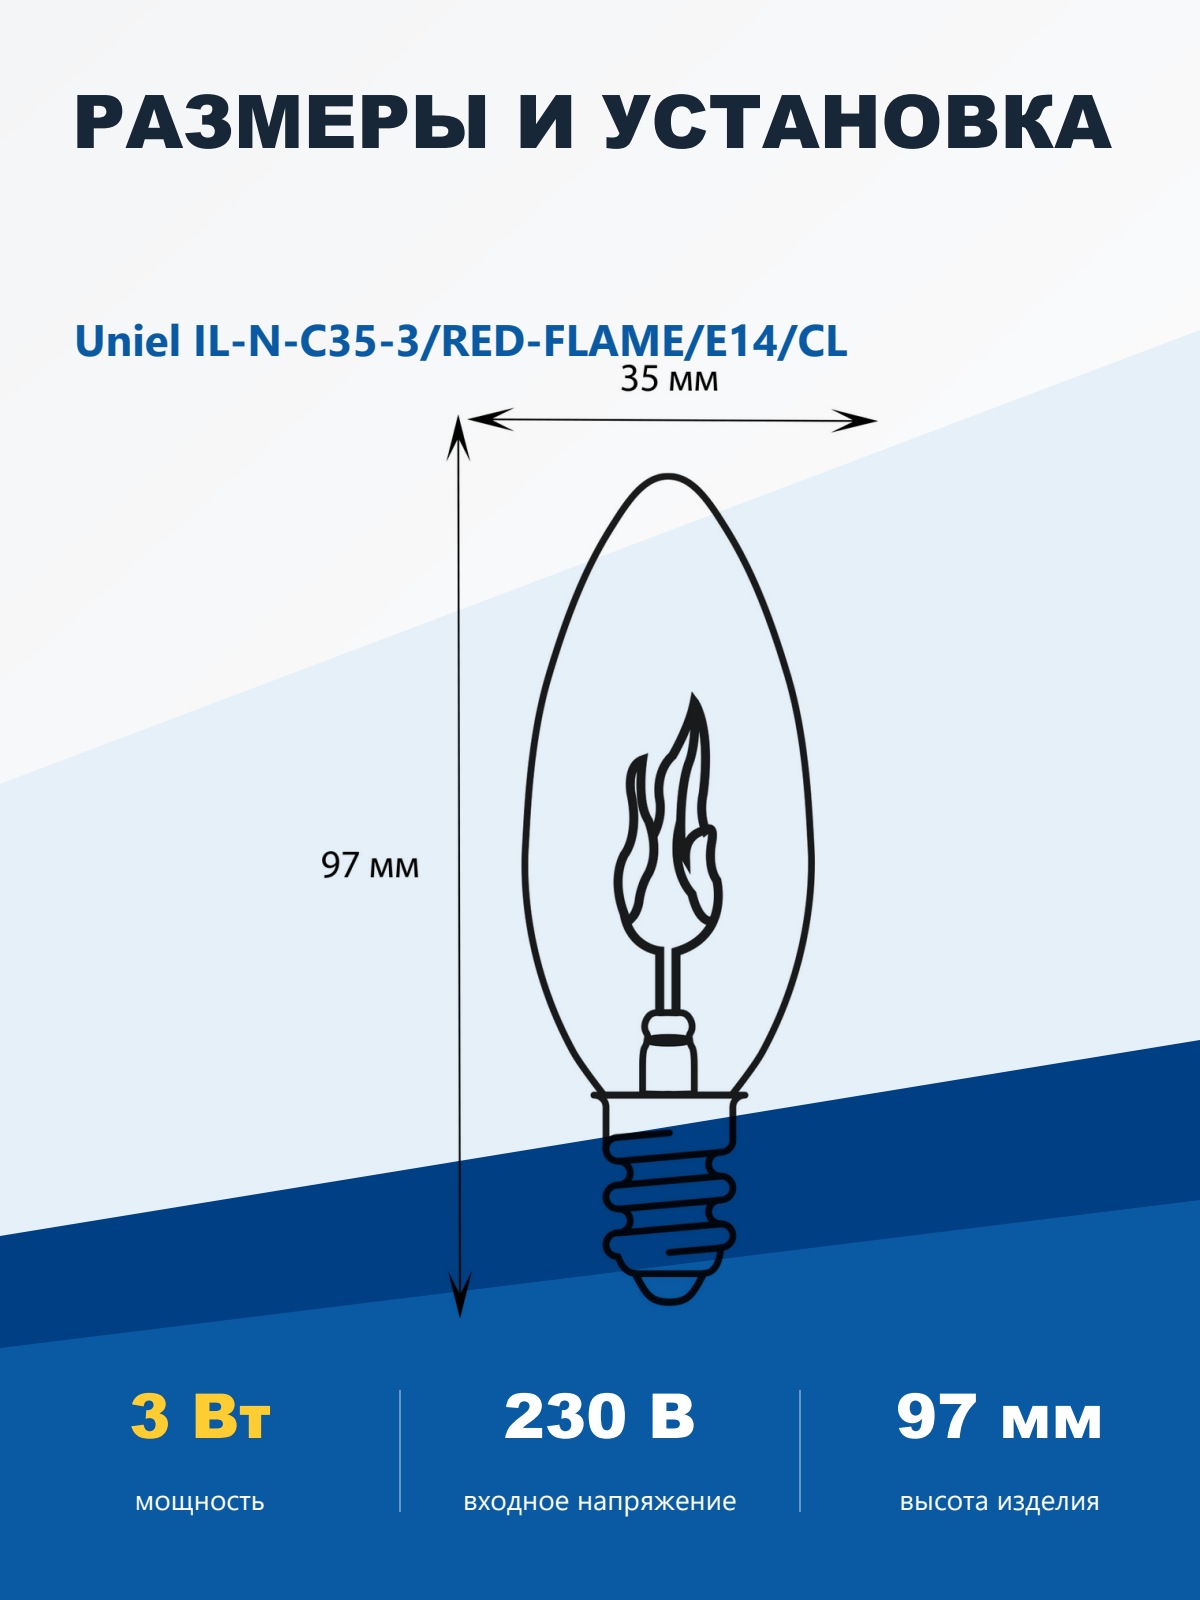 РАЗМЕРЫ И УСТАНОВКА
Uniel IL-N-C35-3/RED-FLAME/E14/CL
35 мм
97 мм
3 Вт
230 В
97 мм
мощность
входное напряжение
высота изделия